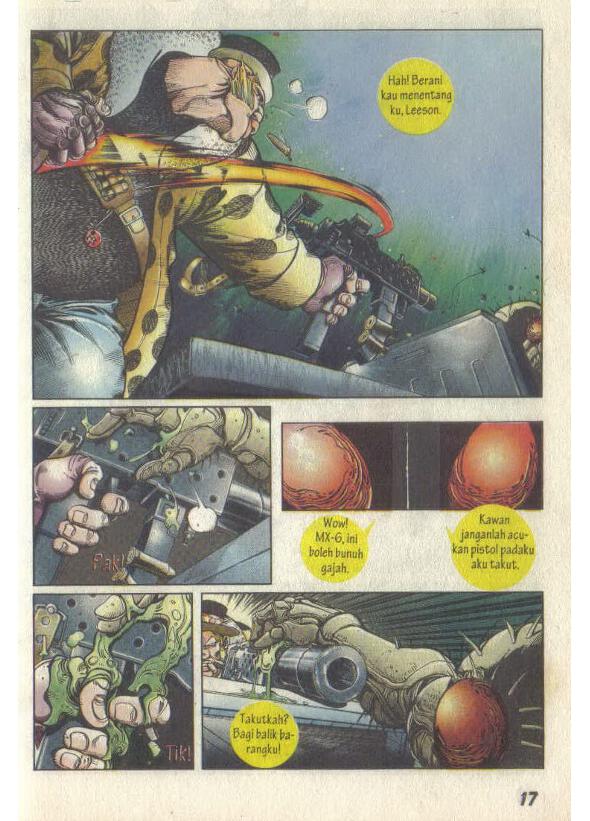 Hah! Berani
kau menentang
ku, Leeson.
Pak!
Wow!
MX-6, ini
boleh bunuh
gajah.
Kawan
janganlah acu-
kan pistol padaku
aku takut.
Tik!
Takutkah?
Bagi balik ba-
rangku!
17